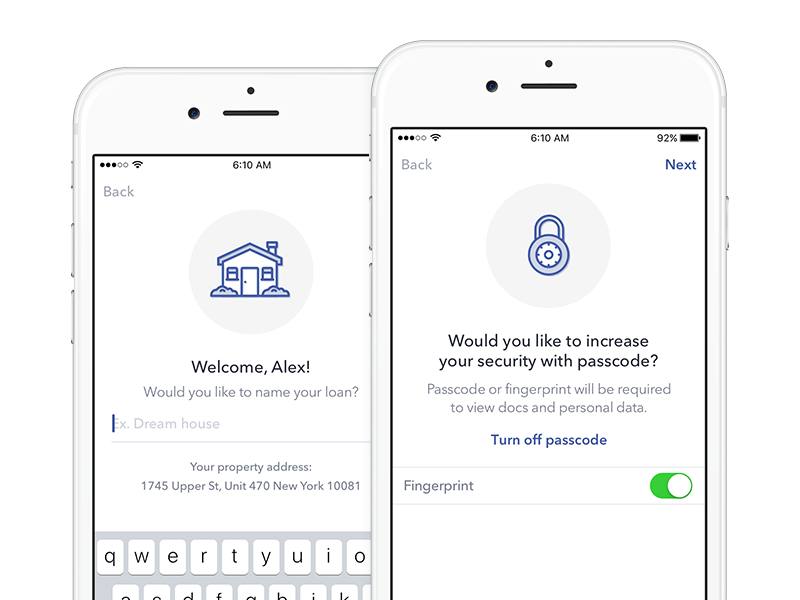 6:10 AM
Back
Welcome, Alex!
Would you like to name your loan?
Ex. Dream house
Your property address:
1745 Upper St, Unit 470 New York 10081
q w e r t y u i o
a s d f g h j k
6:10 AM 92%
Back Next
Would you like to increase
your security with passcode?
Passcode or fingerprint will be required
to view docs and personal data.
Turn off passcode
Fingerprint